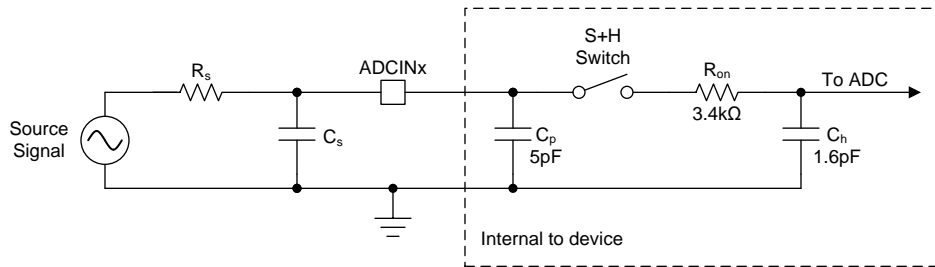 S+H
Switch
Rs
ADCINx
Ron
To ADC
3.4kΩ
Source
Signal
Cs
Cp
5pF
Ch
1.6pF
Internal to device